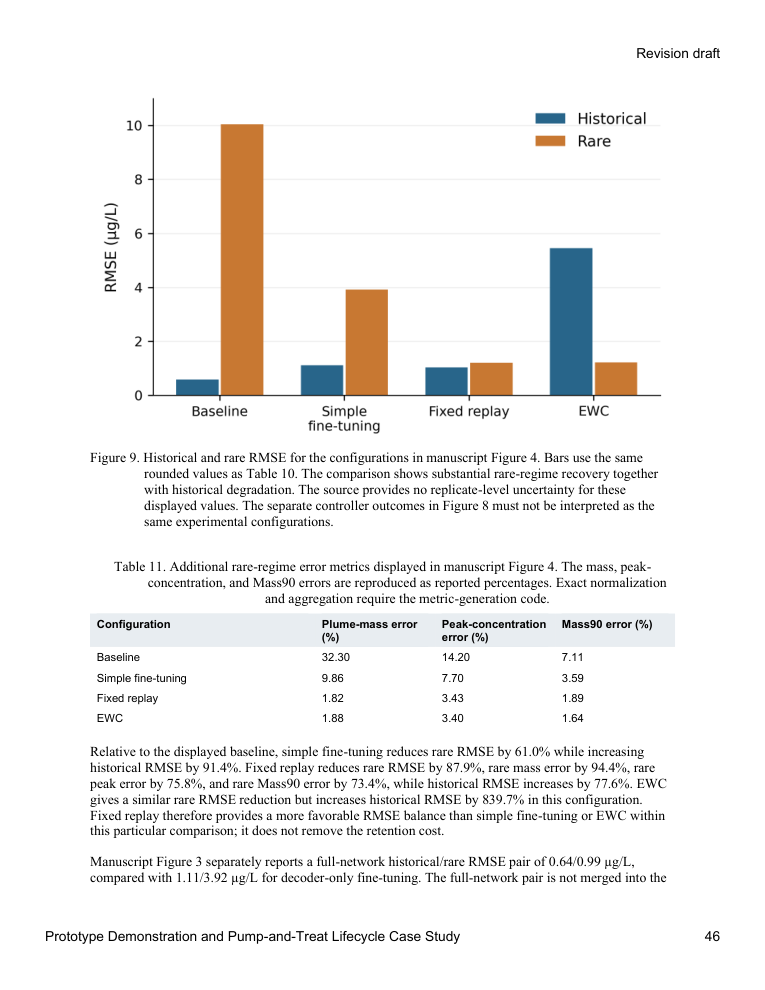 Revision draft
10
8
6
4
2
0
RMSE (µg/L)
Historical
Rare
Baseline
Simple
fine-tuning
Fixed replay
EWC
Figure 9. Historical and rare RMSE for the configurations in manuscript Figure 4. Bars use the same
rounded values as Table 10. The comparison shows substantial rare-regime recovery together
with historical degradation. The source provides no replicate-level uncertainty for these
displayed values. The separate controller outcomes in Figure 8 must not be interpreted as the
same experimental configurations.
Table 11. Additional rare-regime error metrics displayed in manuscript Figure 4. The mass, peak-
concentration, and Mass90 errors are reproduced as reported percentages. Exact normalization
and aggregation require the metric-generation code.
Configuration Plume-mass error (%) Peak-concentration error (%) Mass90 error (%)
Baseline 32.30 14.20 7.11
Simple fine-tuning 9.86 7.70 3.59
Fixed replay 1.82 3.43 1.89
EWC 1.88 3.40 1.64
Relative to the displayed baseline, simple fine-tuning reduces rare RMSE by 61.0% while increasing
historical RMSE by 91.4%. Fixed replay reduces rare RMSE by 87.9%, rare mass error by 94.4%, rare
peak error by 75.8%, and rare Mass90 error by 73.4%, while historical RMSE increases by 77.6%. EWC
gives a similar rare RMSE reduction but increases historical RMSE by 839.7% in this configuration.
Fixed replay therefore provides a more favorable RMSE balance than simple fine-tuning or EWC within
this particular comparison; it does not remove the retention cost.
Manuscript Figure 3 separately reports a full-network historical/rare RMSE pair of 0.64/0.99 µg/L,
compared with 1.11/3.92 µg/L for decoder-only fine-tuning. The full-network pair is not merged into the
Prototype Demonstration and Pump-and-Treat Lifecycle Case Study 46